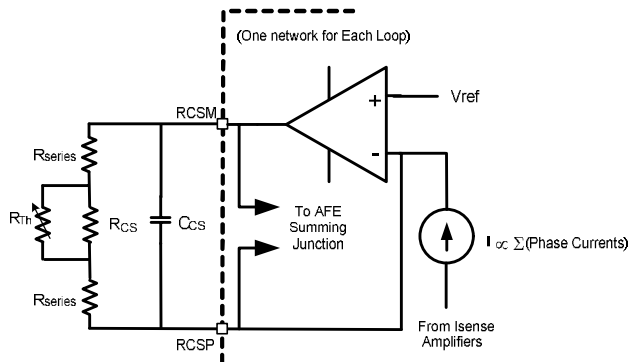 (One network for Each Loop)
RCSM
+
Vref
-
Rseries
RTh
RCS
CCS
To AFE
Summing
Junction
I ∝ Σ(Phase Currents)
Rseries
From Isense
Amplifiers
RCSP